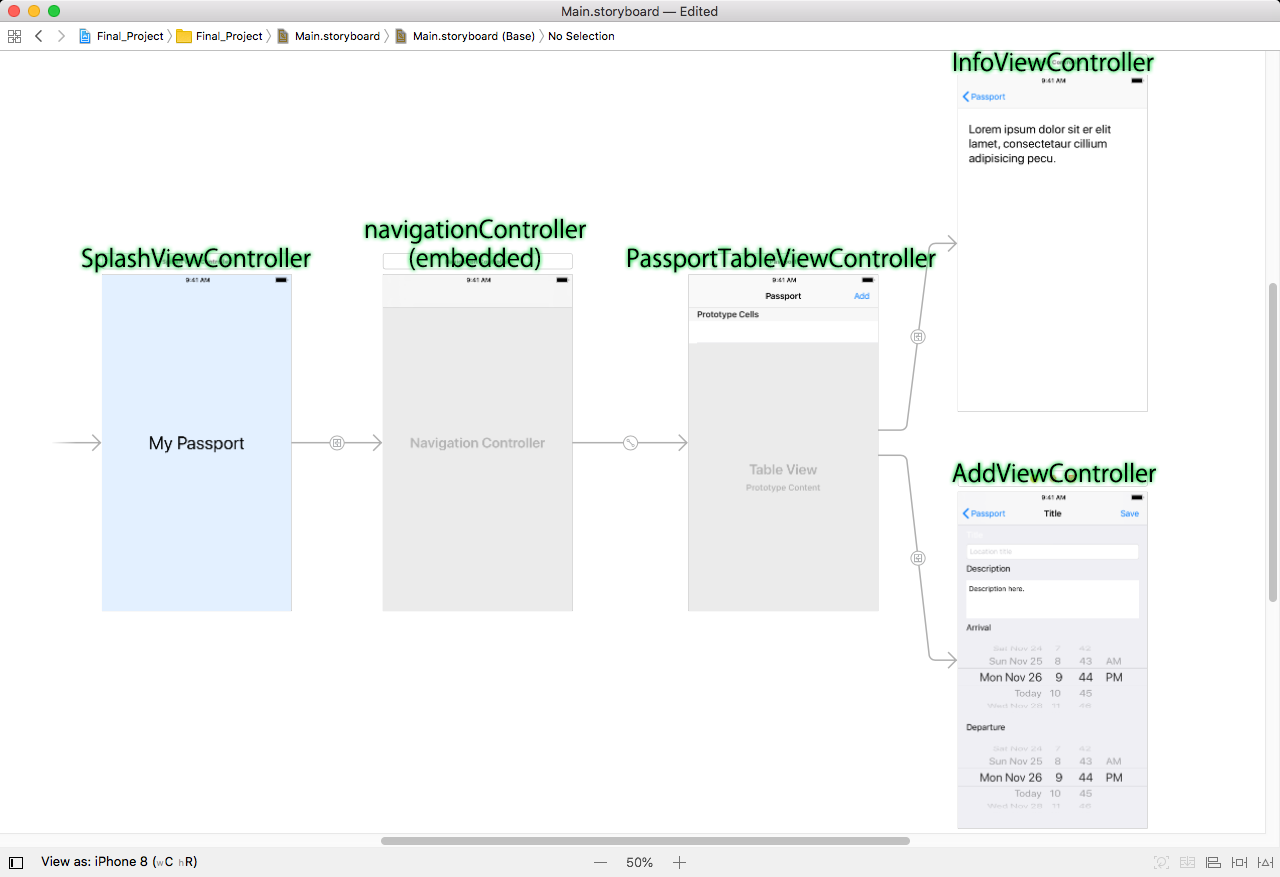 Main.storyboard — Edited
Final_Project
Final_Project
Main.storyboard
Main.storyboard (Base)
No Selection
InfoViewController
9:41 AM
Passport
Lorem ipsum dolor sit er elit
lamet, consectetaur cillium
adipisicing pecu.
SplashViewController
9:41 AM
My Passport
navigationController
(embedded)
9:41 AM
Navigation Controller
PassportTableViewController
9:41 AM
Passport
Add
Prototype Cells
Table View
Prototype Content
AddViewController
9:41 AM
Passport
Title
Save
Title
Location title
Description
Description here.
Arrival
Sat Nov 24 7 42
Sun Nov 25 8 43 AM
Mon Nov 26 9 44 PM
Today 10 45
Wed Nov 28 11 46
Departure
Sat Nov 24 7 42
Sun Nov 25 8 43 AM
Mon Nov 26 9 44 PM
Today 10 45
Wed Nov 28 11 46
View as: iPhone 8 (wC hR)
50%